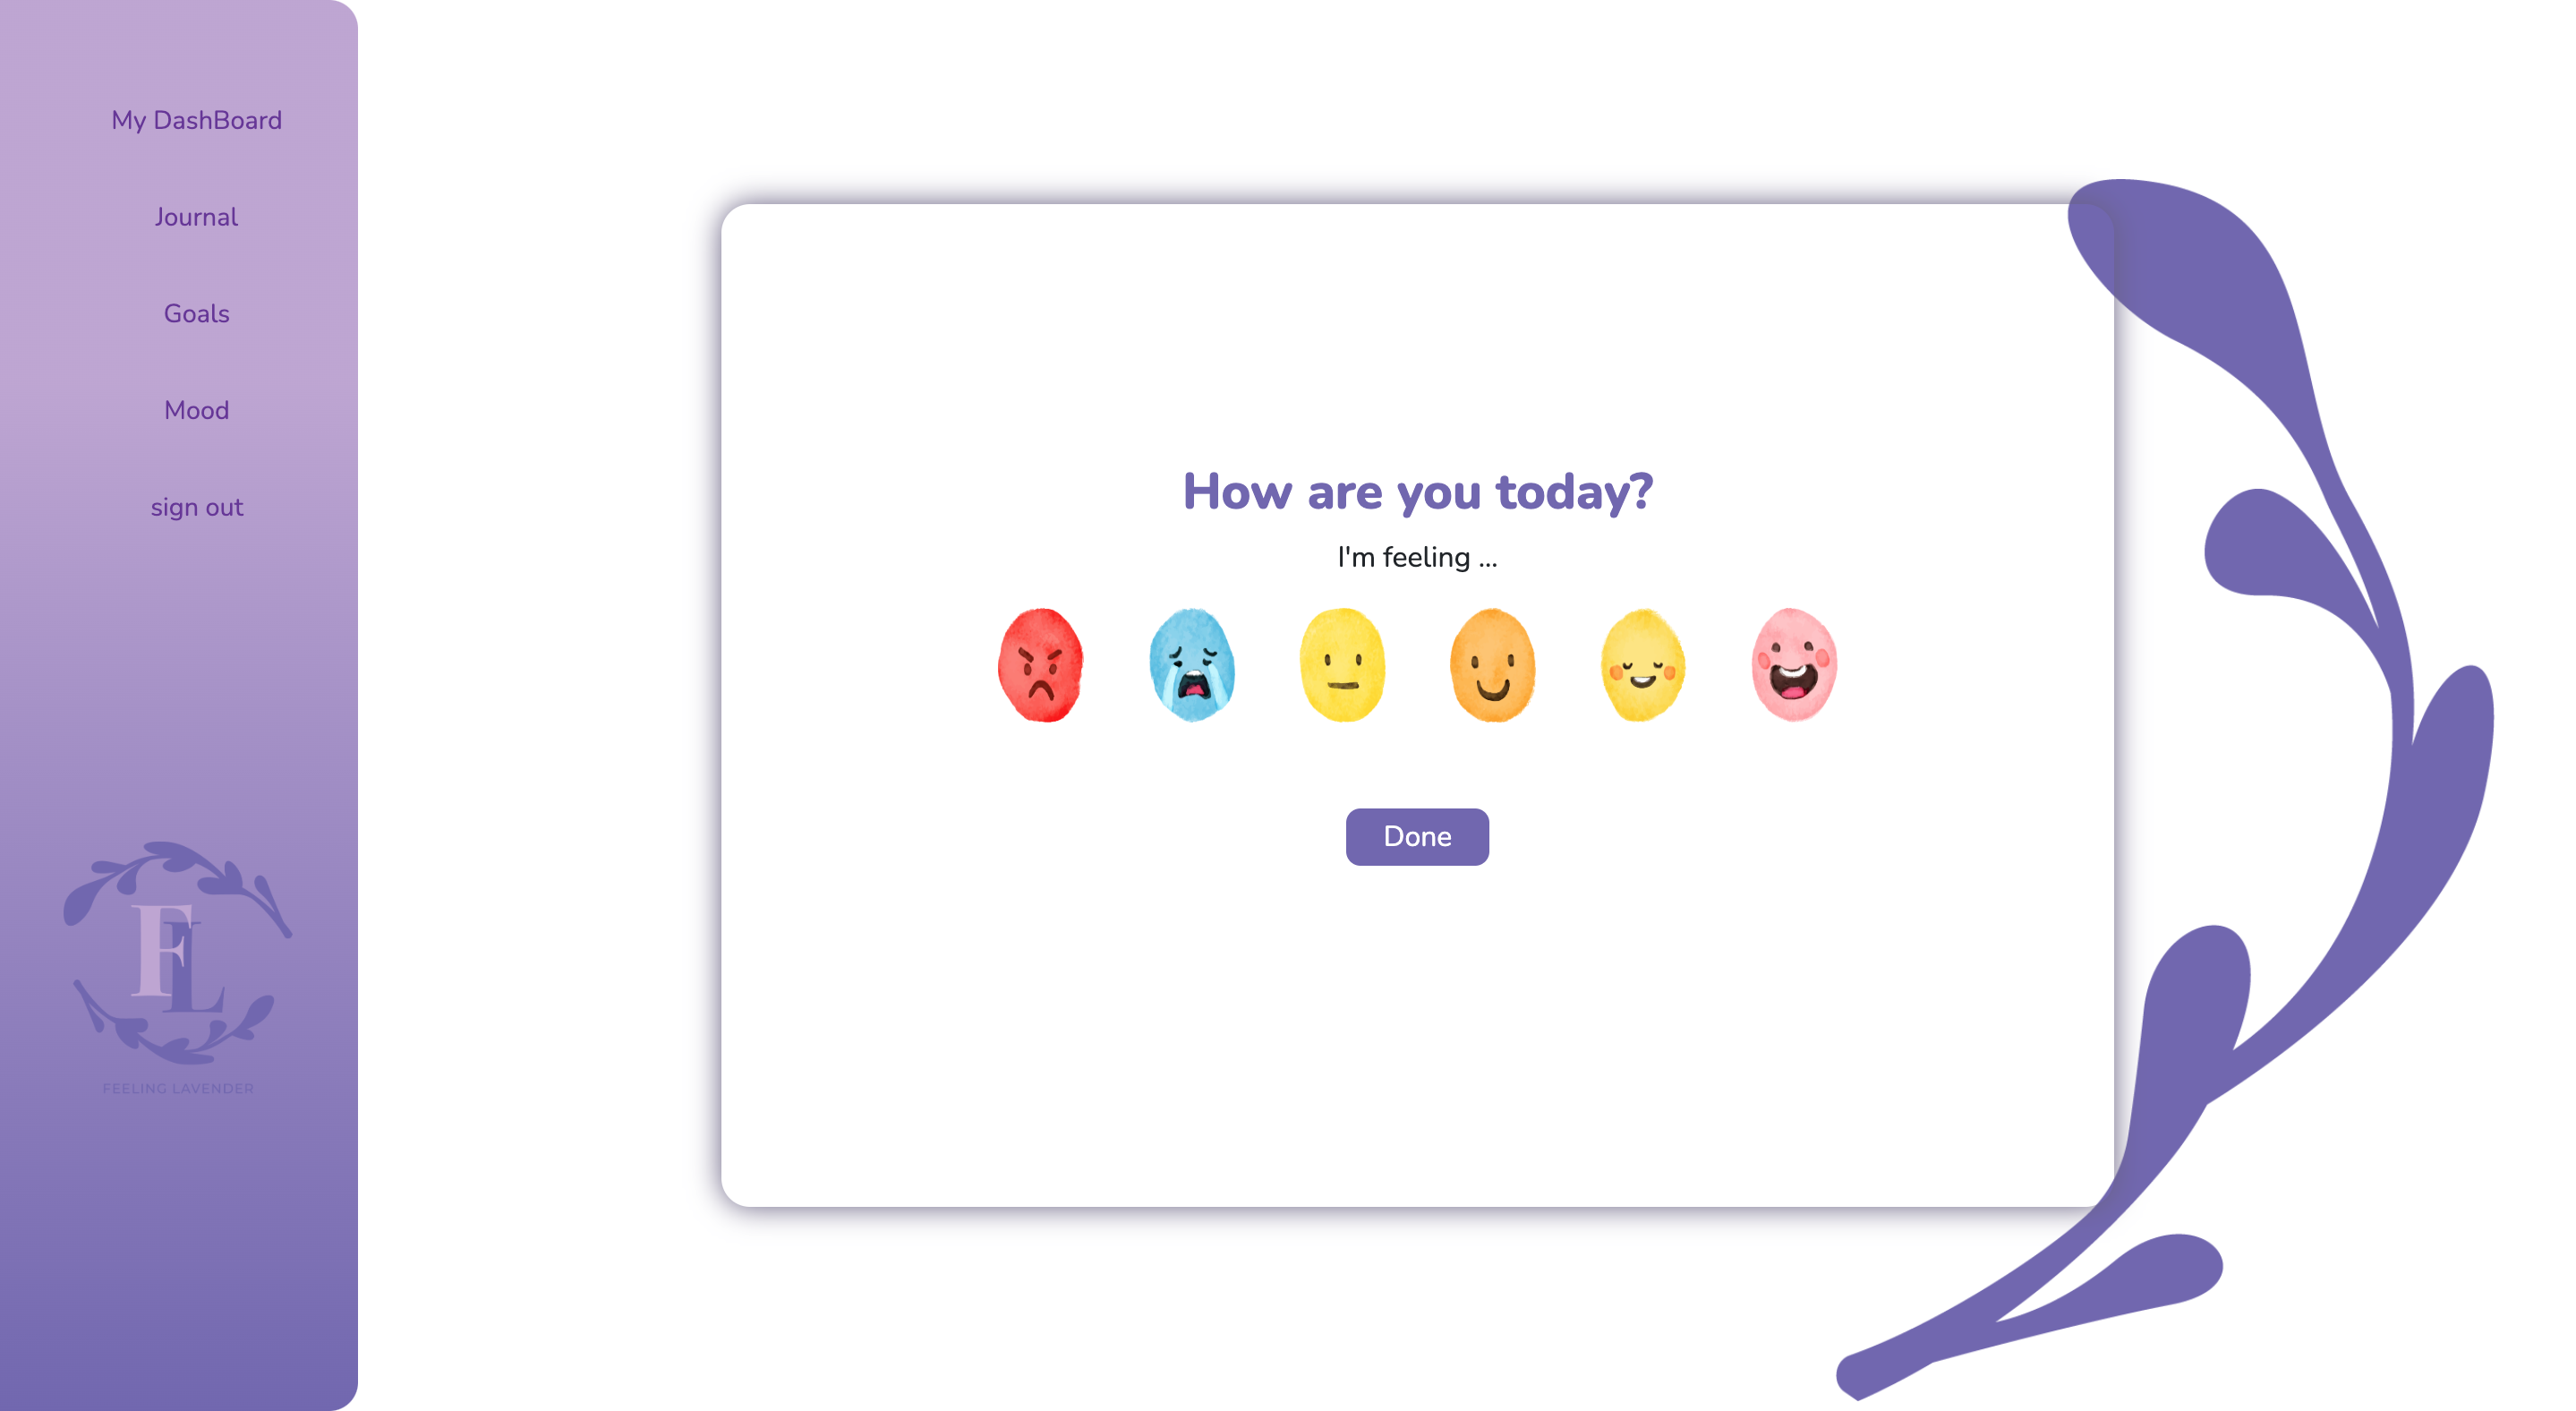 My DashBoard
Journal
Goals
Mood
sign out
FL
FEELING LAVENDER
How are you today?
I'm feeling ...
Done